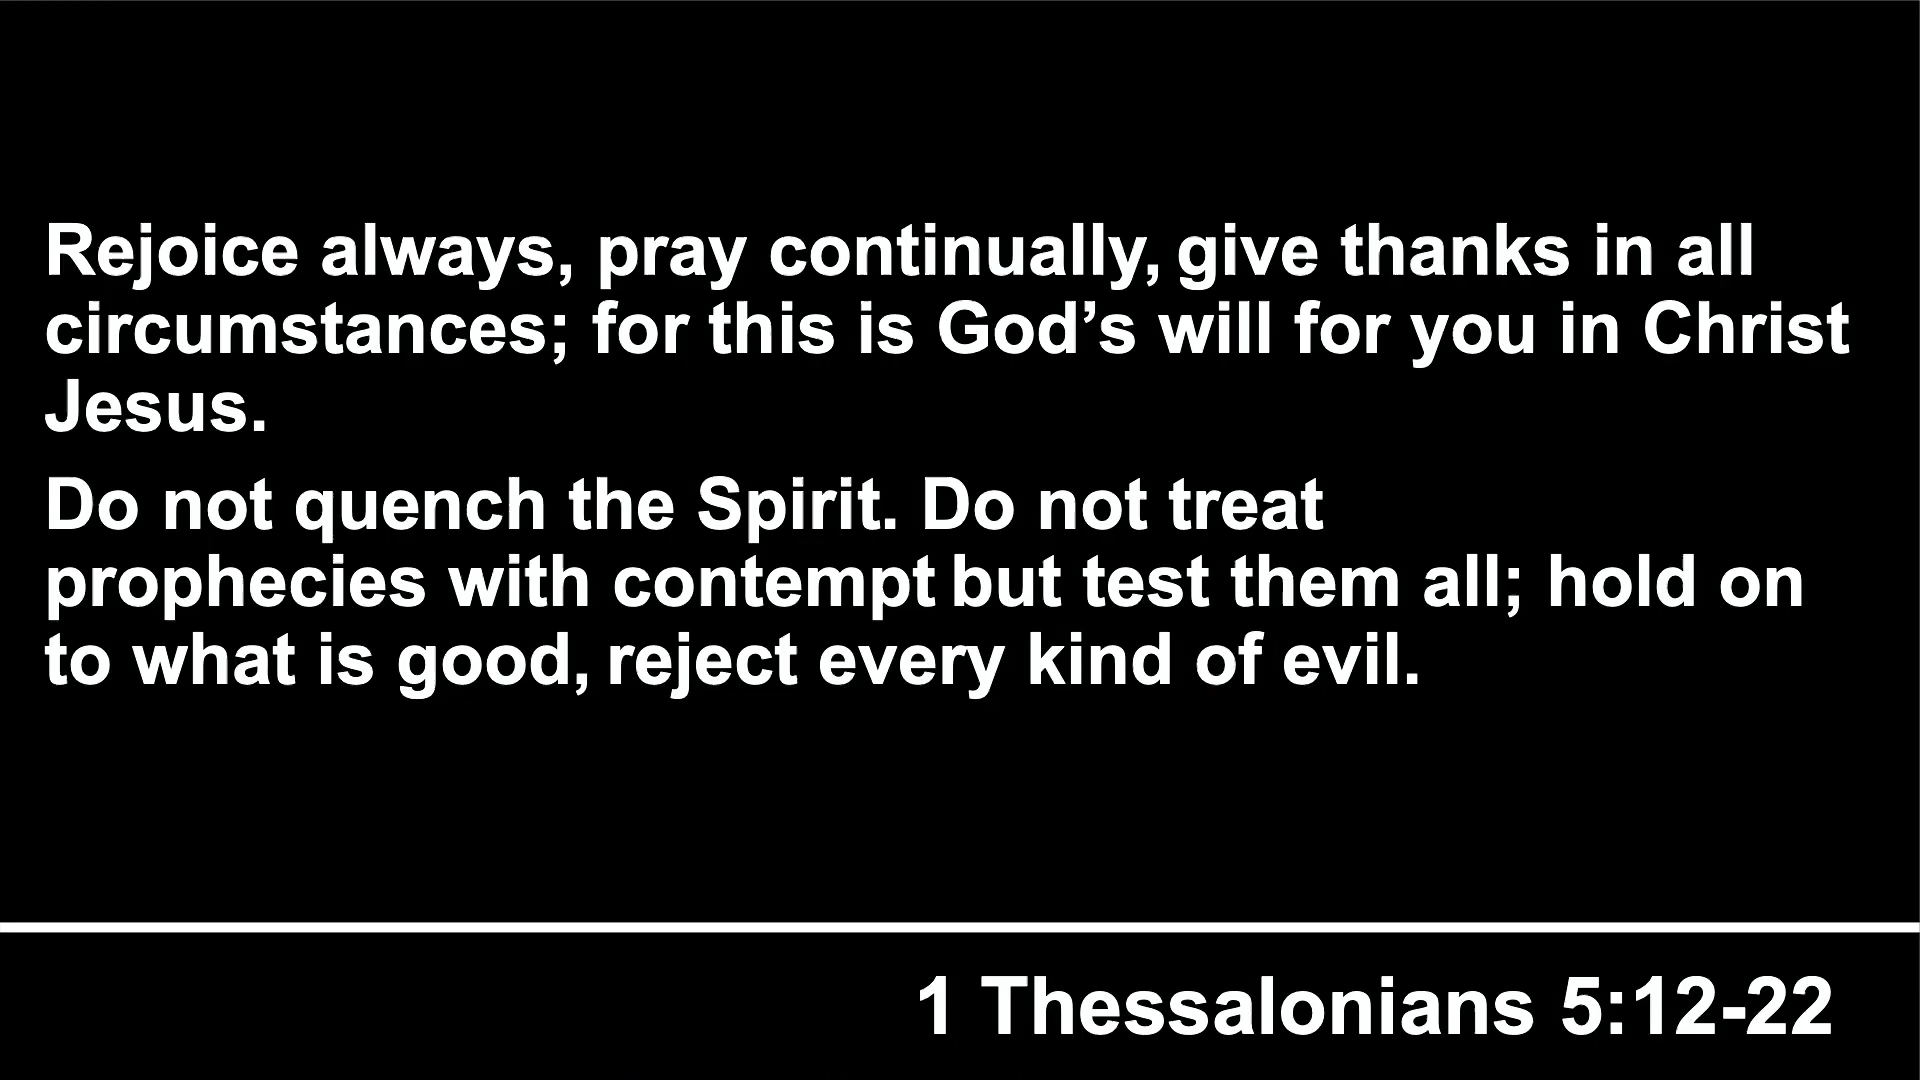 Rejoice always, pray continually, give thanks in all
circumstances; for this is God’s will for you in Christ
Jesus.
Do not quench the Spirit. Do not treat
prophecies with contempt but test them all; hold on
to what is good, reject every kind of evil.
1 Thessalonians 5:12-22